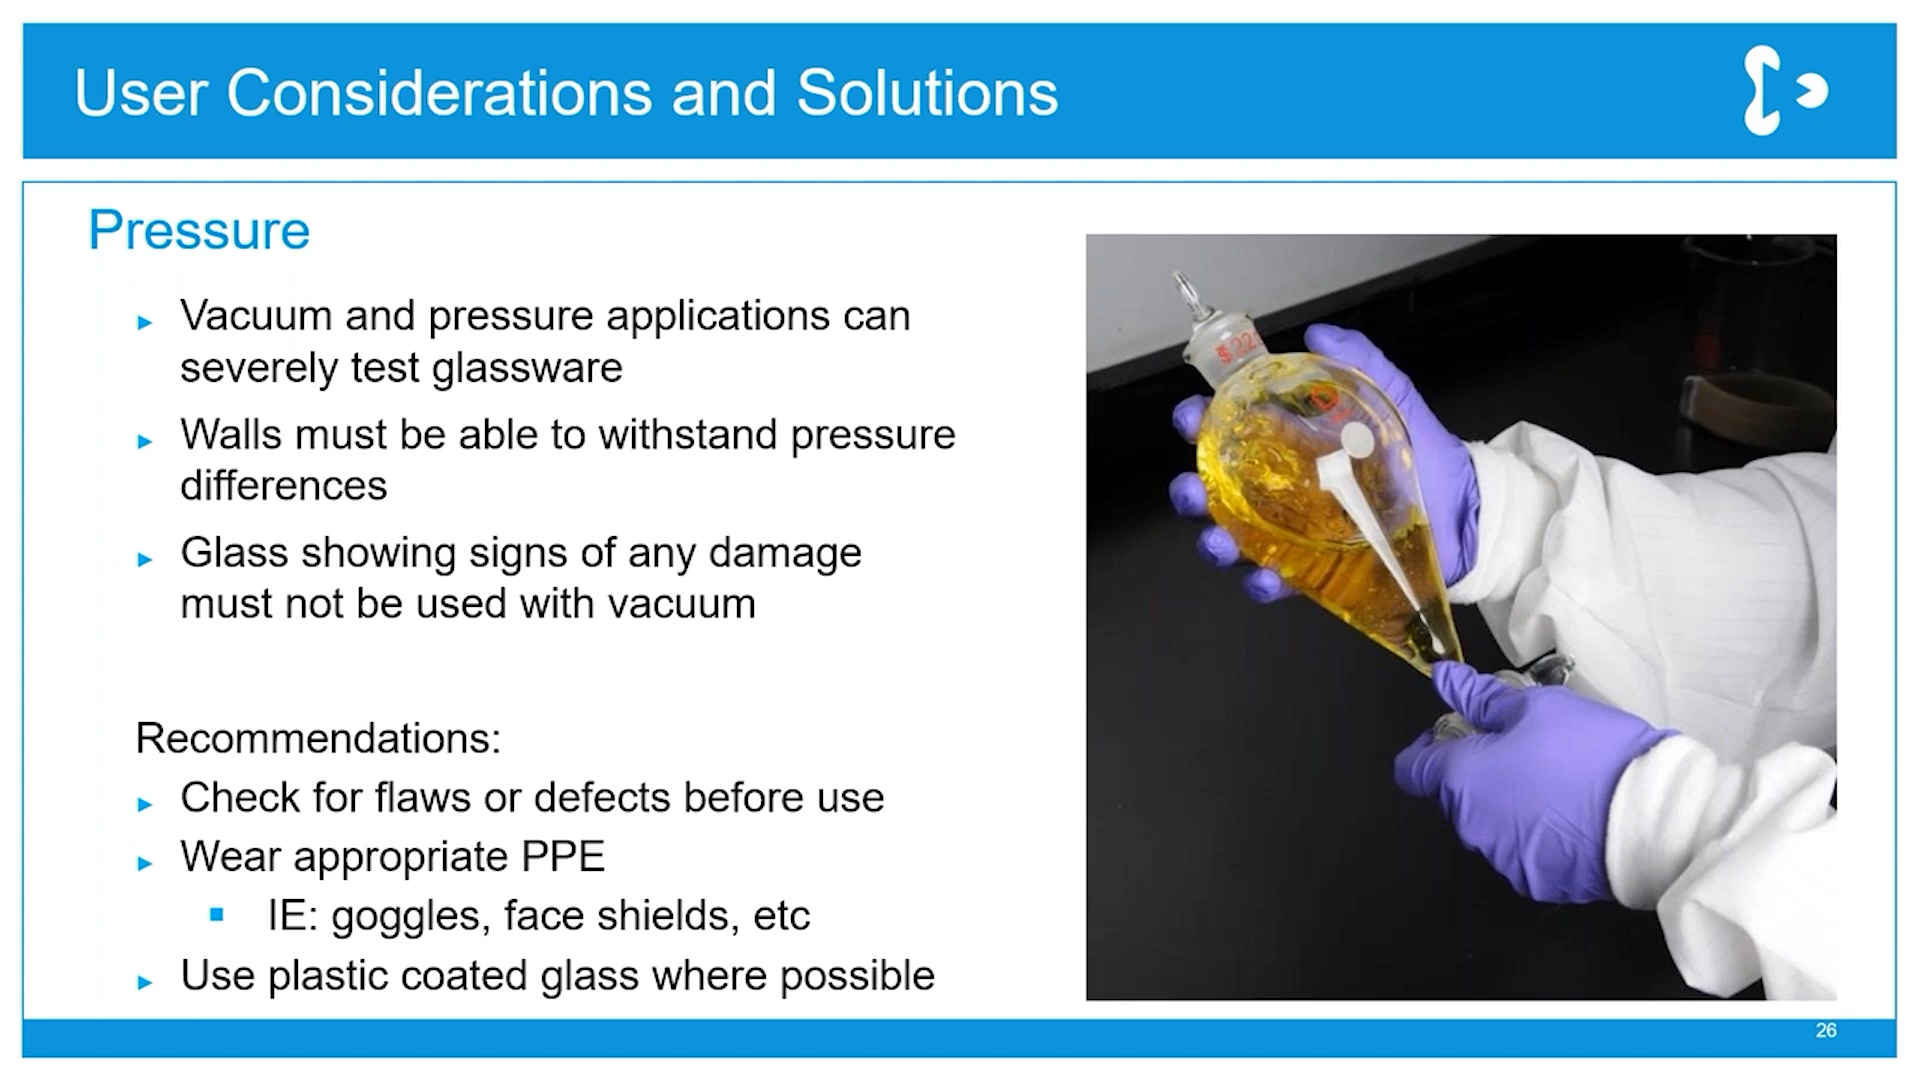 User Considerations and Solutions
Pressure
Vacuum and pressure applications can
severely test glassware
Walls must be able to withstand pressure
differences
Glass showing signs of any damage
must not be used with vacuum
Recommendations:
Check for flaws or defects before use
Wear appropriate PPE
IE: goggles, face shields, etc
Use plastic coated glass where possible
26